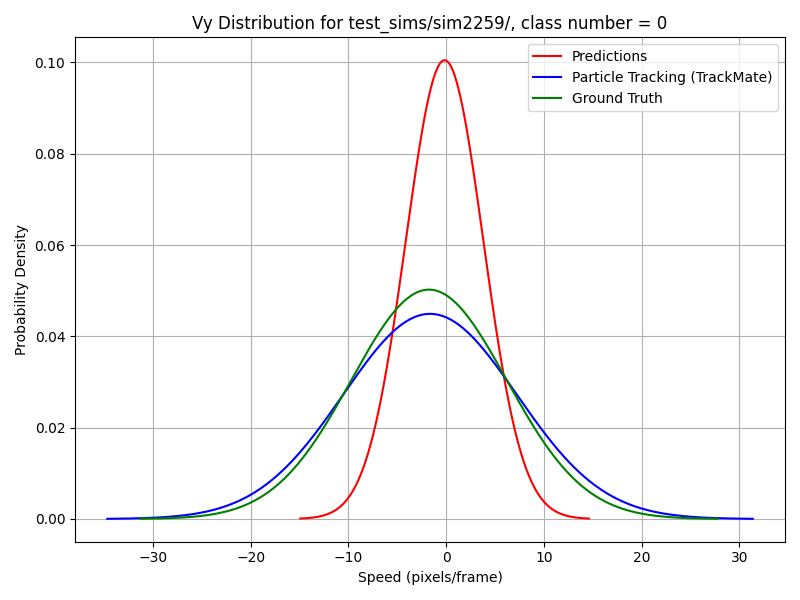 Vy Distribution for test_sims/sim2259/, class number = 0
Predictions
Particle Tracking (TrackMate)
Ground Truth
Probability Density
0.10
0.08
0.06
0.04
0.02
0.00
−30 −20 −10 0 10 20 30
Speed (pixels/frame)